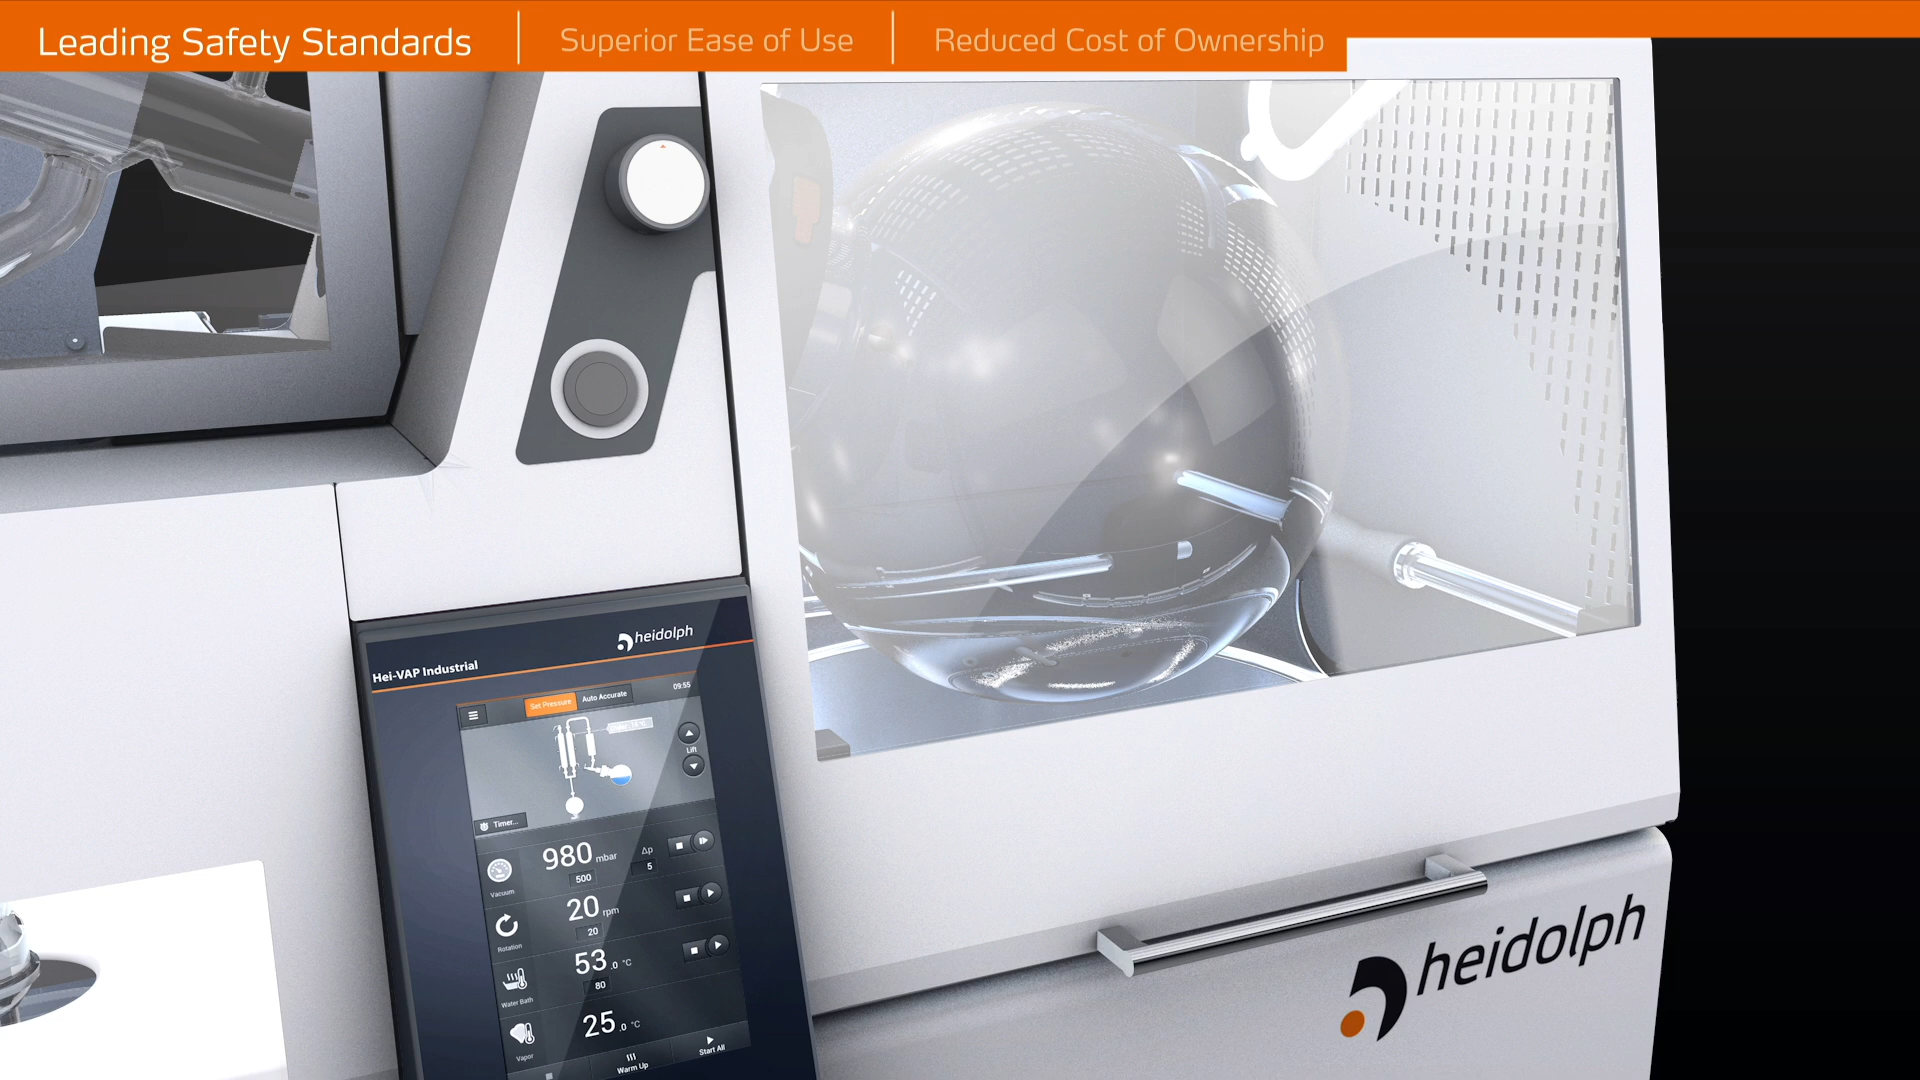 Leading Safety Standards
Superior Ease of Use
Reduced Cost of Ownership
heidolph
Hei-VAP Industrial
Set Pressure
Auto Accurate
09:55
Lift
Timer...
980 mbar
Δp
500
5
Vacuum
20 rpm
20
Rotation
53.0 °C
80
Water Bath
25.0 °C
Vapor
Warm Up
Start All
heidolph